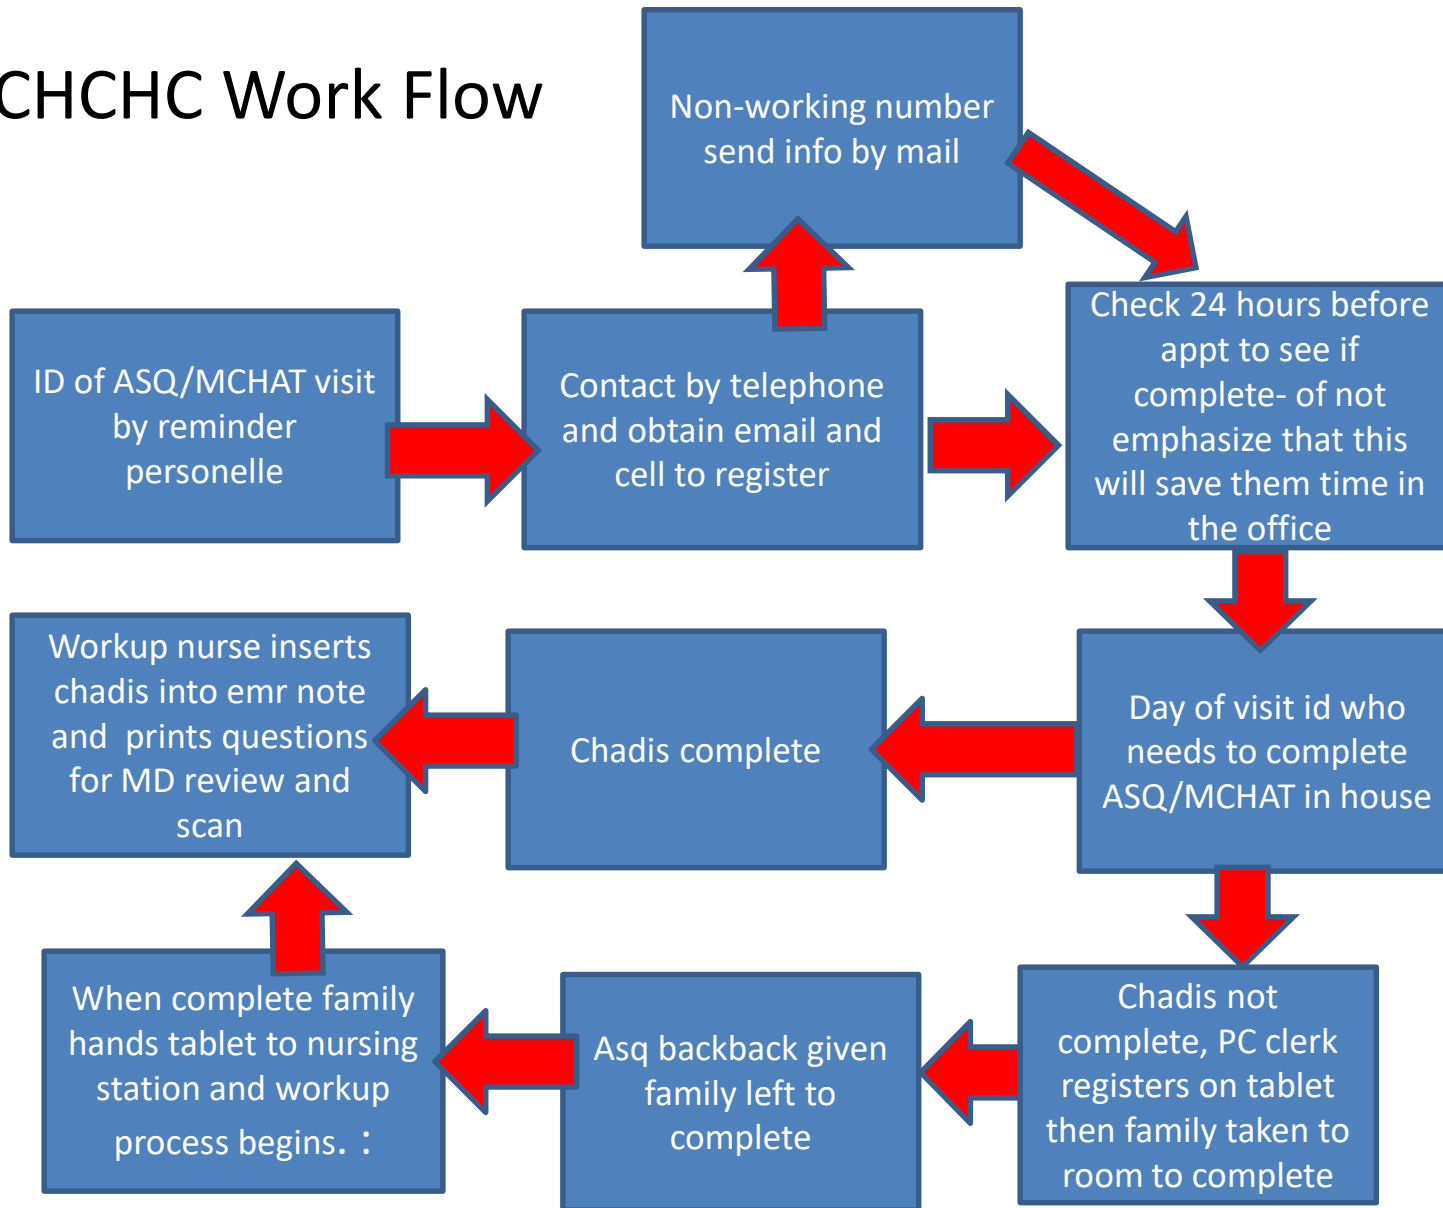 CHCHC Work Flow
Non-working number
send info by mail
ID of ASQ/MCHAT visit
by reminder
personelle
Contact by telephone
and obtain email and
cell to register
Check 24 hours before
appt to see if
complete- of not
emphasize that this
will save them time in
the office
Day of visit id who
needs to complete
ASQ/MCHAT in house
Chadis complete
Workup nurse inserts
chadis into emr note
and prints questions
for MD review and
scan
Chadis not
complete, PC clerk
registers on tablet
then family taken to
room to complete
Asq backback given
family left to
complete
When complete family
hands tablet to nursing
station and workup
process begins. :